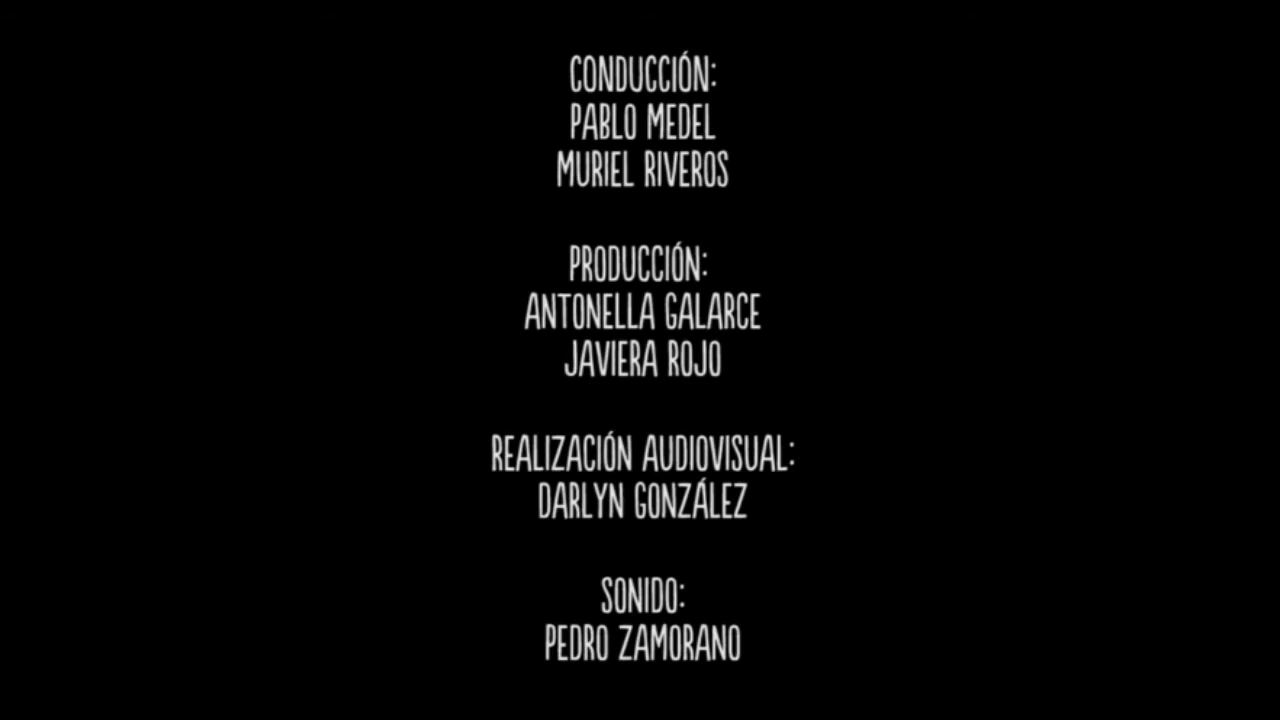 CONDUCCIÓN:
PABLO MEDEL
MURIEL RIVEROS
PRODUCCIÓN:
ANTONELLA GALARCE
JAVIERA ROJO
REALIZACIÓN AUDIOVISUAL:
DARLYN GONZÁLEZ
SONIDO:
PEDRO ZAMORANO